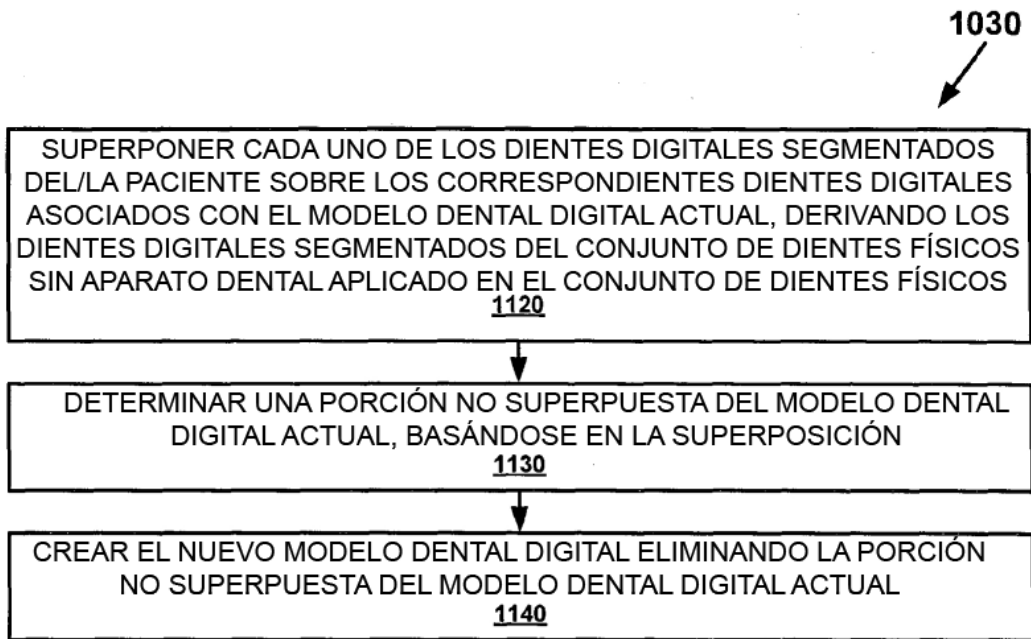 1030
SUPERPONER CADA UNO DE LOS DIENTES DIGITALES SEGMENTADOS
DEL/LA PACIENTE SOBRE LOS CORRESPONDIENTES DIENTES DIGITALES
ASOCIADOS CON EL MODELO DENTAL DIGITAL ACTUAL, DERIVANDO LOS
DIENTES DIGITALES SEGMENTADOS DEL CONJUNTO DE DIENTES FÍSICOS
SIN APARATO DENTAL APLICADO EN EL CONJUNTO DE DIENTES FÍSICOS
1120
DETERMINAR UNA PORCIÓN NO SUPERPUESTA DEL MODELO DENTAL
DIGITAL ACTUAL, BASÁNDOSE EN LA SUPERPOSICIÓN
1130
CREAR EL NUEVO MODELO DENTAL DIGITAL ELIMINANDO LA PORCIÓN
NO SUPERPUESTA DEL MODELO DENTAL DIGITAL ACTUAL
1140